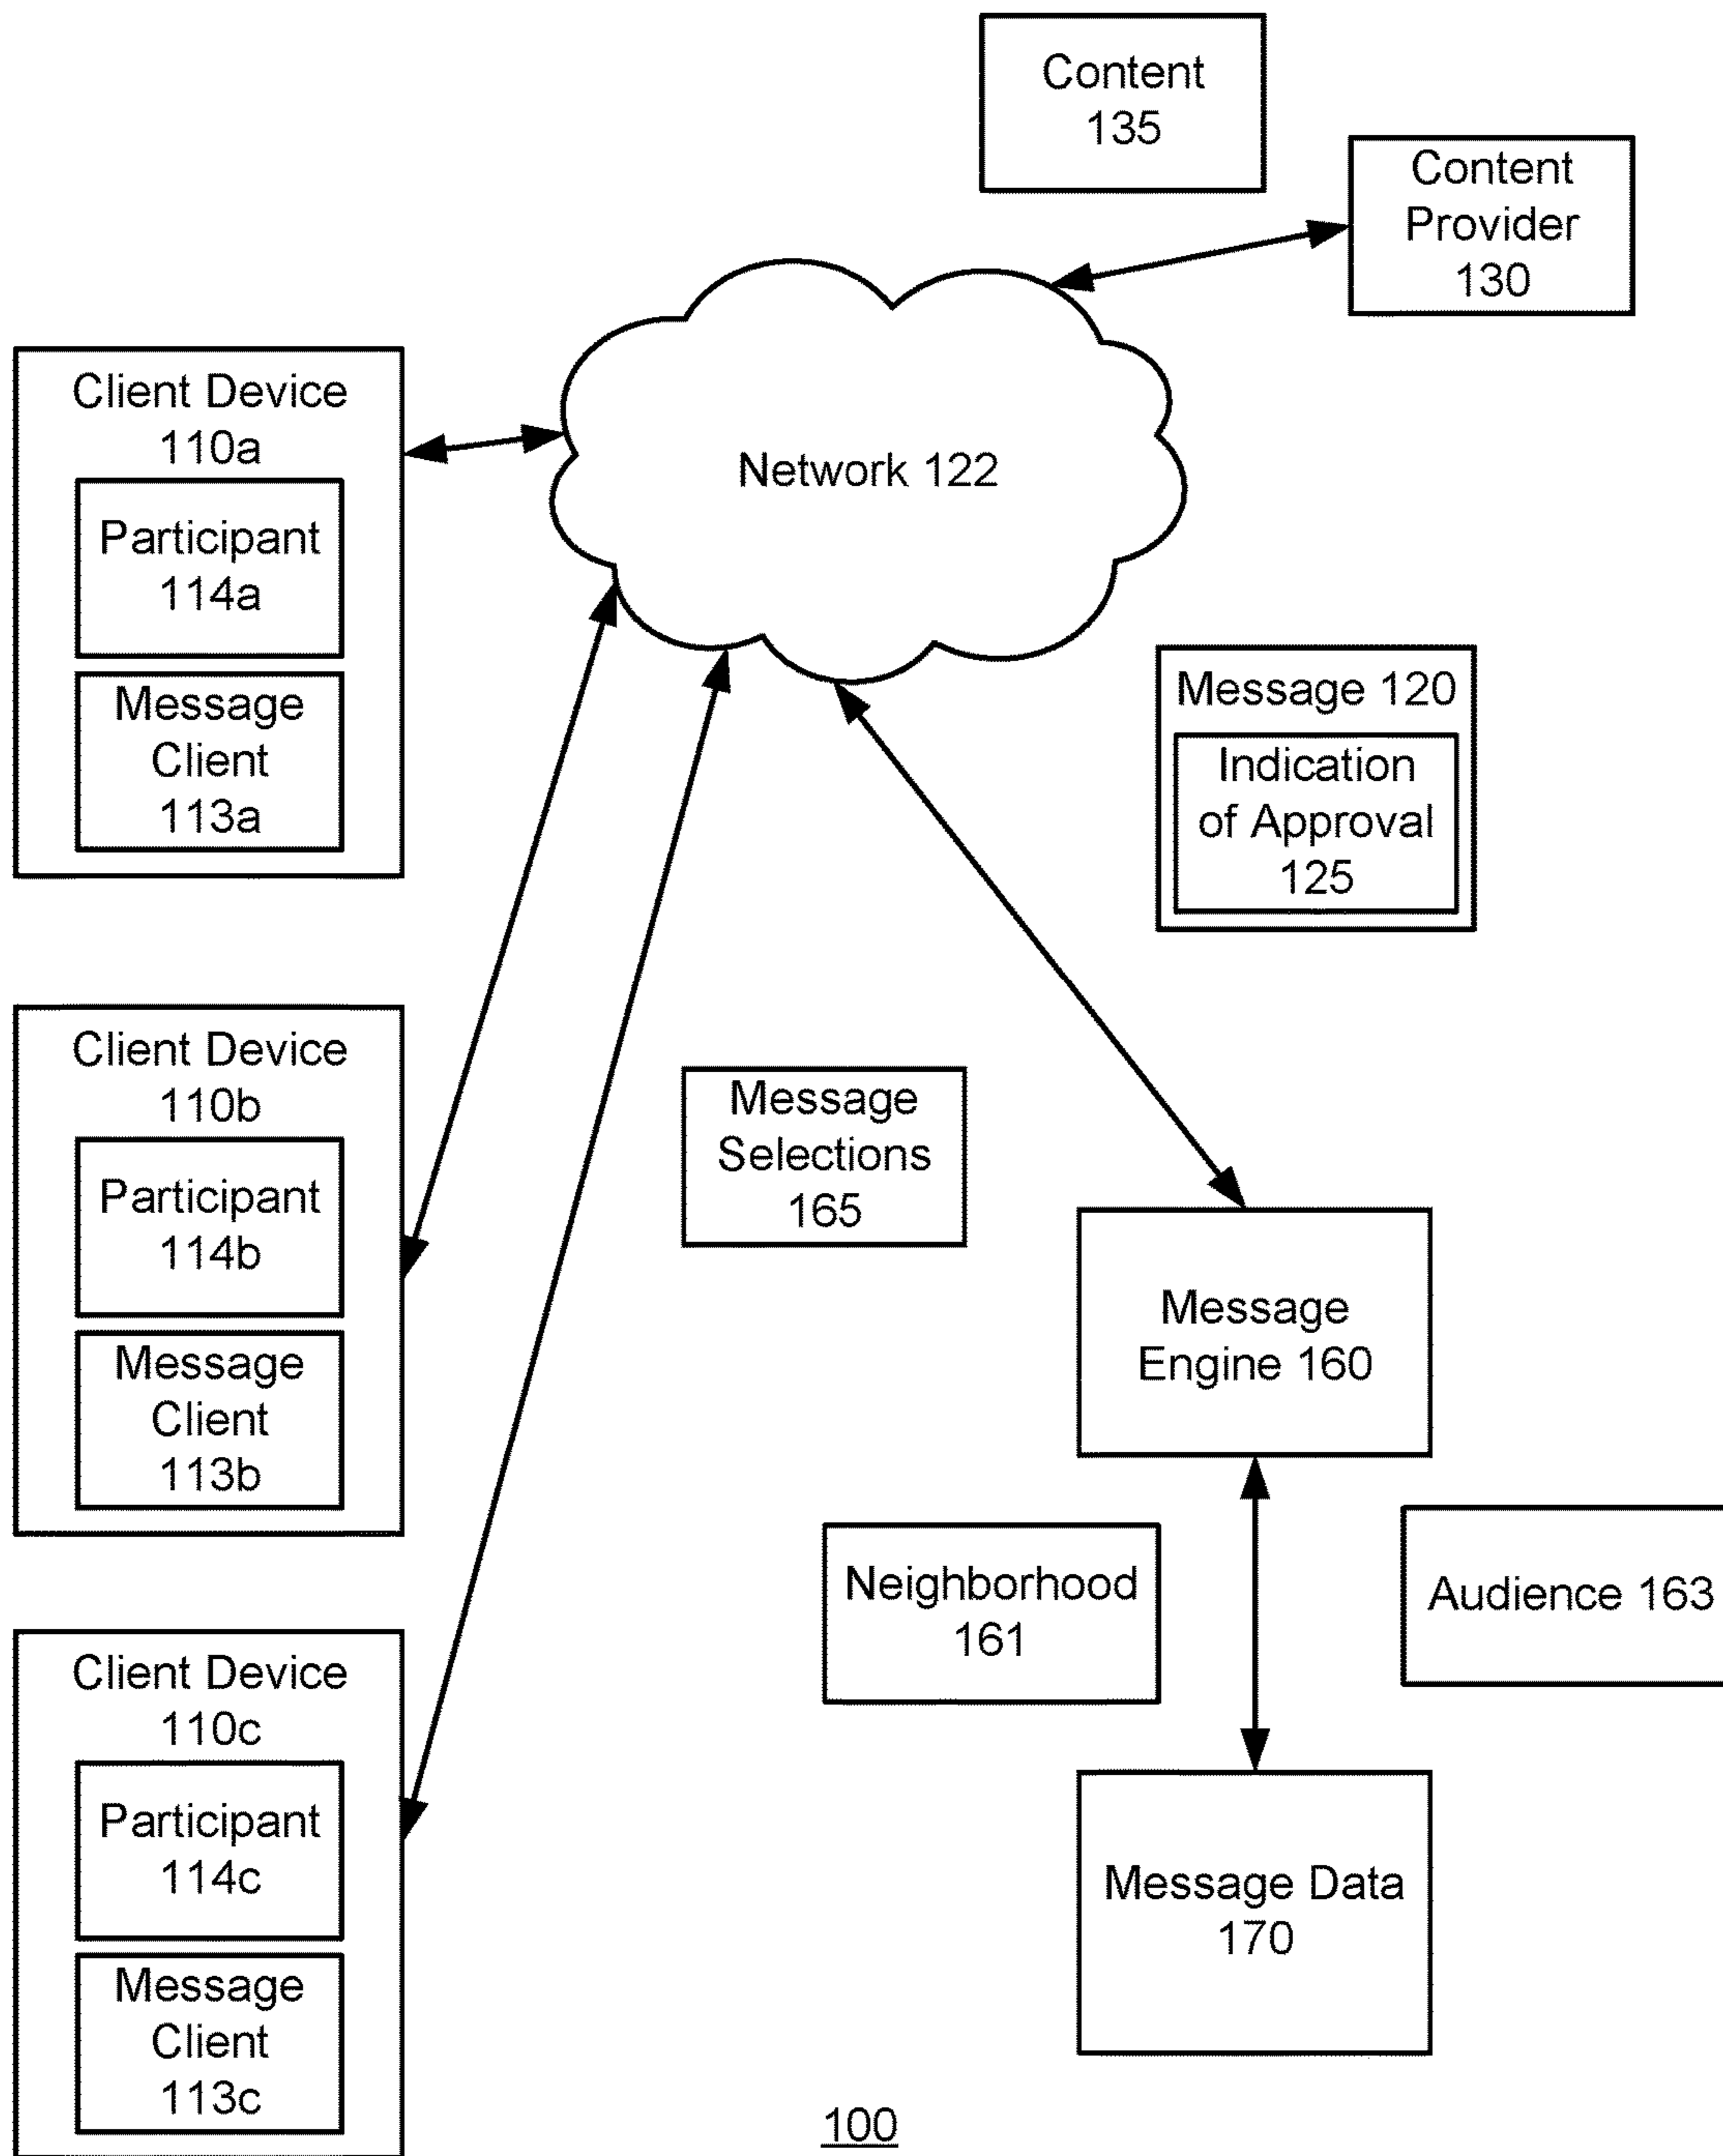 Content
135
Content
Provider
130
Network 122
Client Device
110a
Participant
114a
Message
Client
113a
Message 120
Indication
of Approval
125
Client Device
110b
Participant
114b
Message
Client
113b
Message
Selections
165
Message
Engine 160
Neighborhood
161
Audience 163
Client Device
110c
Participant
114c
Message
Client
113c
Message Data
170
100